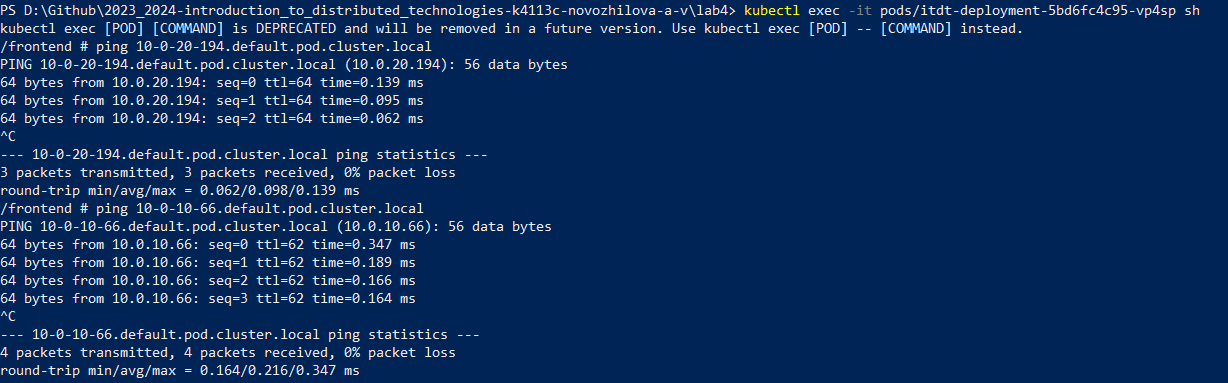 PS D:\Github\2023_2024-introduction_to_distributed_technologies-k4113c-novozhilova-a-v\lab4> kubectl exec -it pods/itdt-deployment-5bd6fc4c95-vp4sp sh
kubectl exec [POD] [COMMAND] is DEPRECATED and will be removed in a future version. Use kubectl exec [POD] -- [COMMAND] instead.
/frontend # ping 10-0-20-194.default.pod.cluster.local
PING 10-0-20-194.default.pod.cluster.local (10.0.20.194): 56 data bytes
64 bytes from 10.0.20.194: seq=0 ttl=64 time=0.139 ms
64 bytes from 10.0.20.194: seq=1 ttl=64 time=0.095 ms
64 bytes from 10.0.20.194: seq=2 ttl=64 time=0.062 ms
^C
--- 10-0-20-194.default.pod.cluster.local ping statistics ---
3 packets transmitted, 3 packets received, 0% packet loss
round-trip min/avg/max = 0.062/0.098/0.139 ms
/frontend # ping 10-0-10-66.default.pod.cluster.local
PING 10-0-10-66.default.pod.cluster.local (10.0.10.66): 56 data bytes
64 bytes from 10.0.10.66: seq=0 ttl=62 time=0.347 ms
64 bytes from 10.0.10.66: seq=1 ttl=62 time=0.189 ms
64 bytes from 10.0.10.66: seq=2 ttl=62 time=0.166 ms
64 bytes from 10.0.10.66: seq=3 ttl=62 time=0.164 ms
^C
--- 10-0-10-66.default.pod.cluster.local ping statistics ---
4 packets transmitted, 4 packets received, 0% packet loss
round-trip min/avg/max = 0.164/0.216/0.347 ms